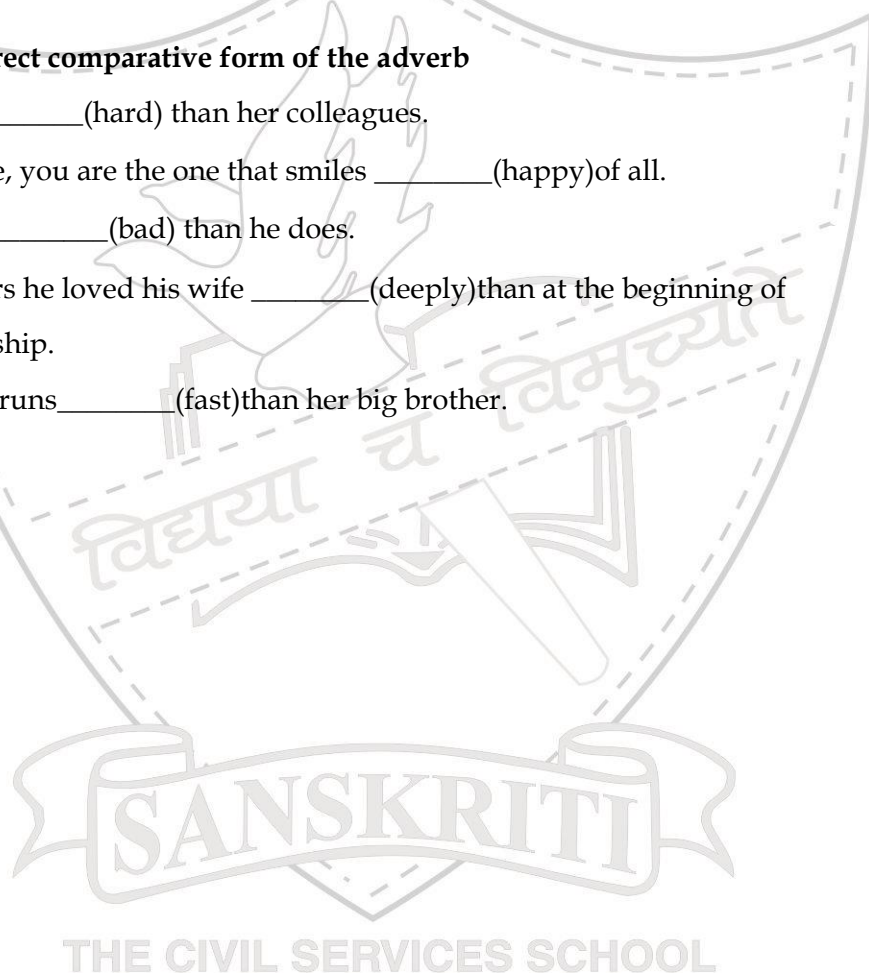 rect comparative form of the adverb
________(hard) than her colleagues.
e, you are the one that smiles ________(happy)of all.
________(bad) than he does.
rs he loved his wife ________(deeply)than at the beginning of
ship.
runs________(fast)than her big brother.
विद्यया च विमुच्यते
SANSKRITI
THE CIVIL SERVICES SCHOOL